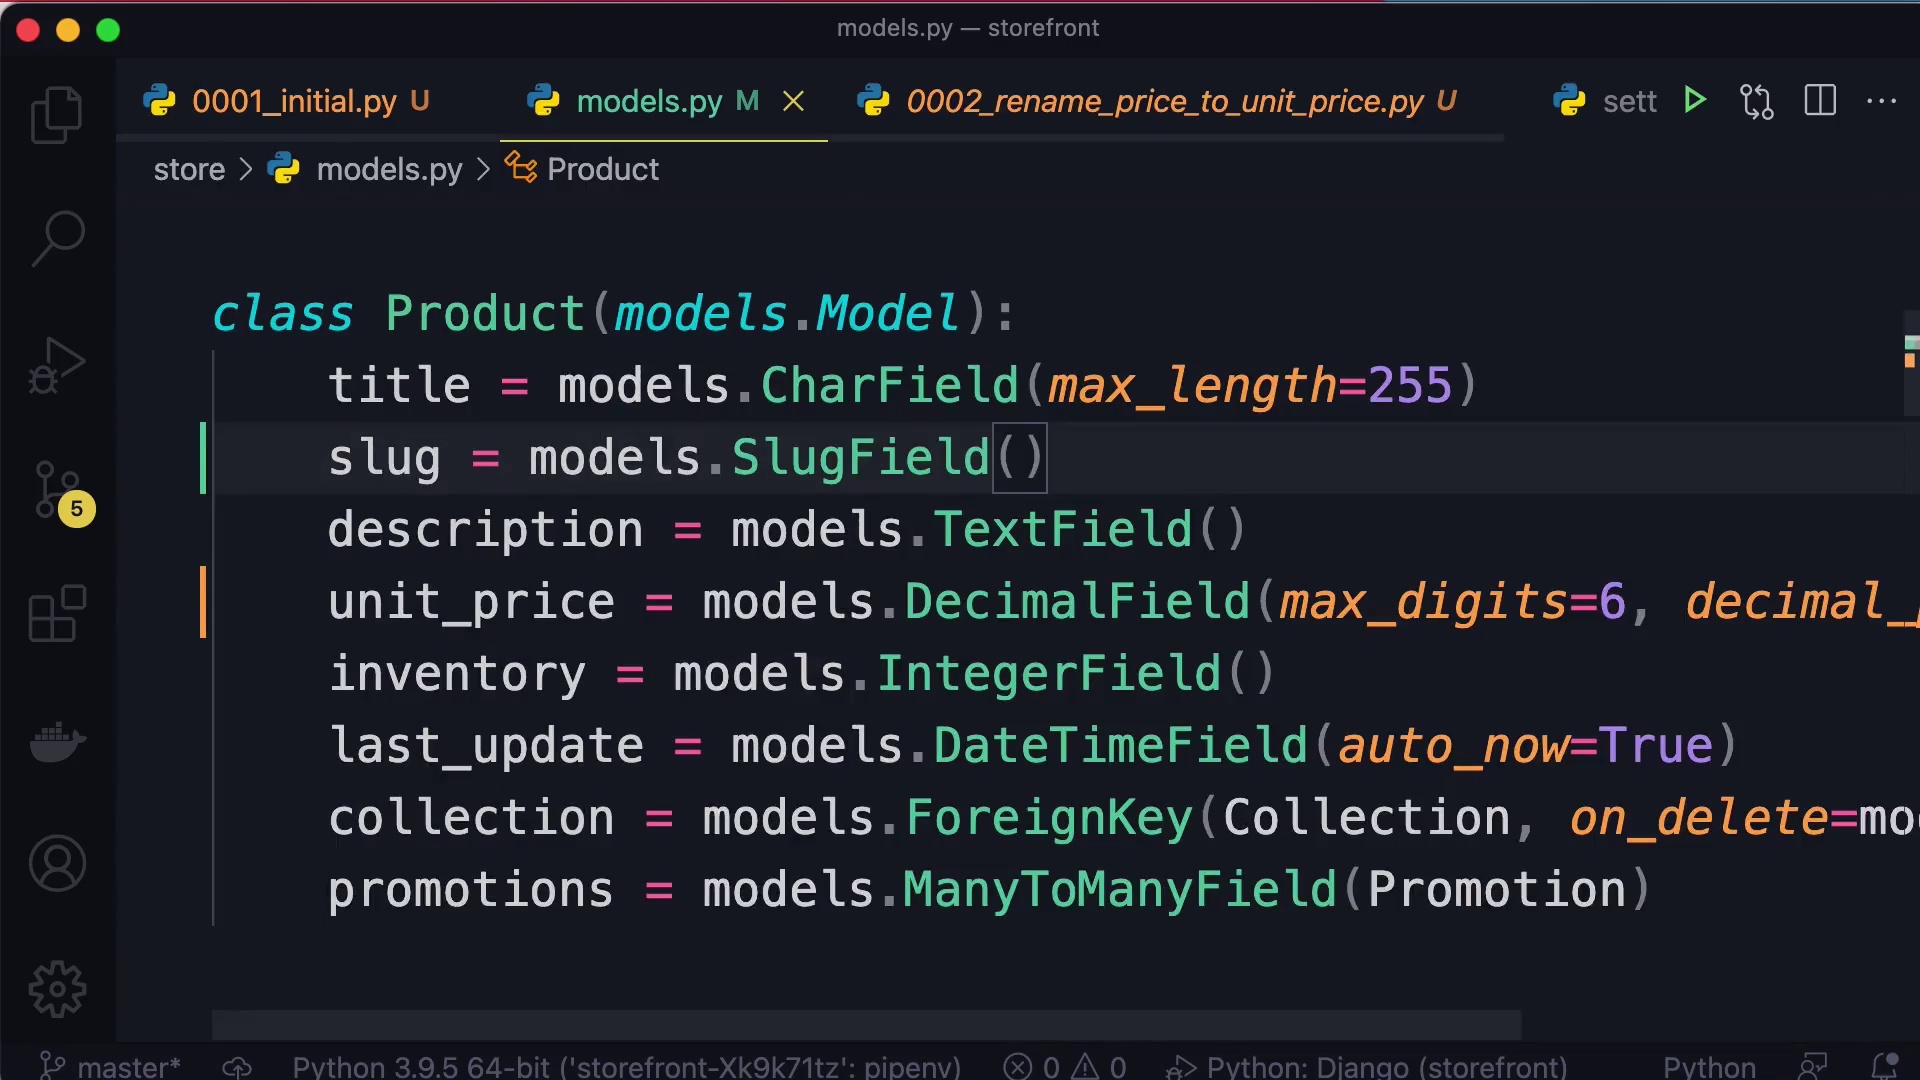 models.py — storefront
0001_initial.py U
models.py M
0002_rename_price_to_unit_price.py U
sett
store > models.py > Product
class Product(models.Model):
title = models.CharField(max_length=255)
slug = models.SlugField()
description = models.TextField()
unit_price = models.DecimalField(max_digits=6, decimal_
inventory = models.IntegerField()
last_update = models.DateTimeField(auto_now=True)
collection = models.ForeignKey(Collection, on_delete=mo
promotions = models.ManyToManyField(Promotion)
5
master* Python 3.9.5 64-bit ('storefront-Xk9k71tz': pipenv) 0 0 Python: Django (storefront) Python